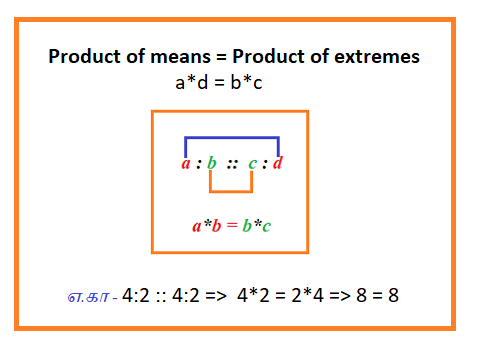 Product of means = Product of extremes
a*d = b*c
a : b :: c : d
a*b = b*c
எ.கா - 4:2 :: 4:2 => 4*2 = 2*4 => 8 = 8